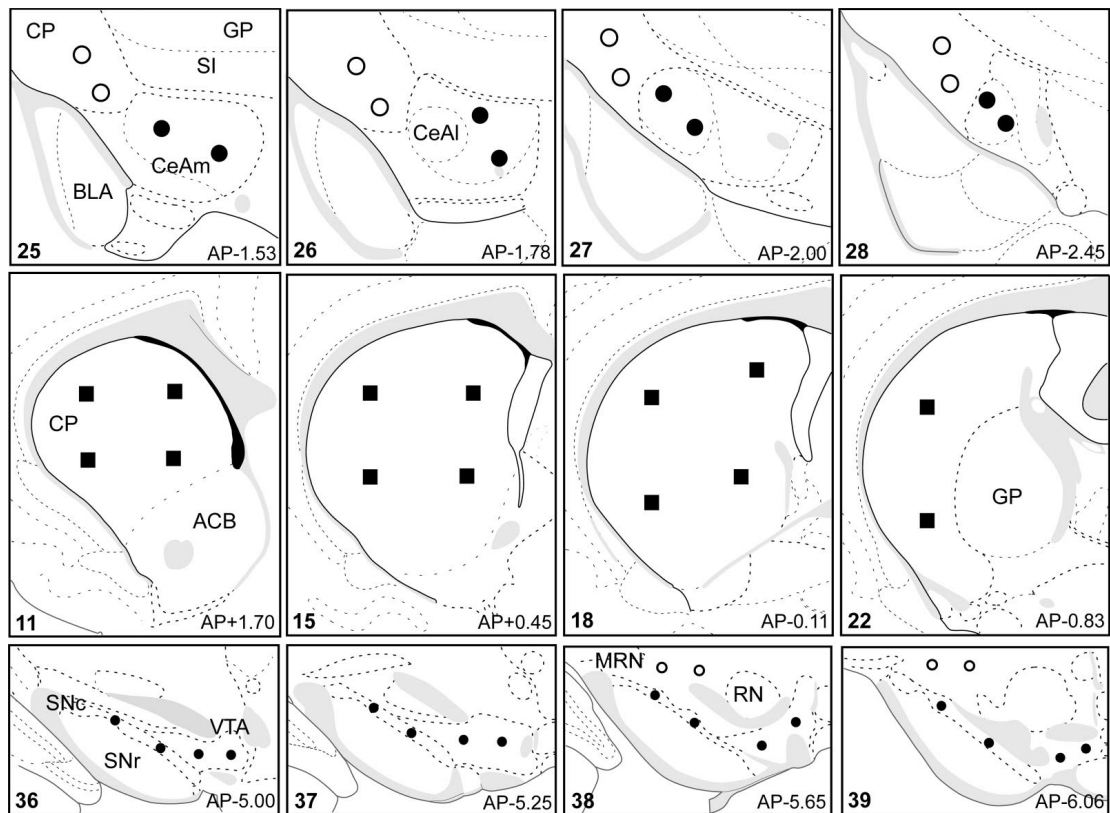 CP
GP
SI
CeAm
BLA
25
AP-1.53
CeAl
26
AP-1.78
27
AP-2.00
28
AP-2.45
CP
ACB
11
AP+1.70
15
AP+0.45
18
AP-0.11
GP
22
AP-0.83
SNc
VTA
SNr
36
AP-5.00
37
AP-5.25
MRN
RN
38
AP-5.65
39
AP-6.06